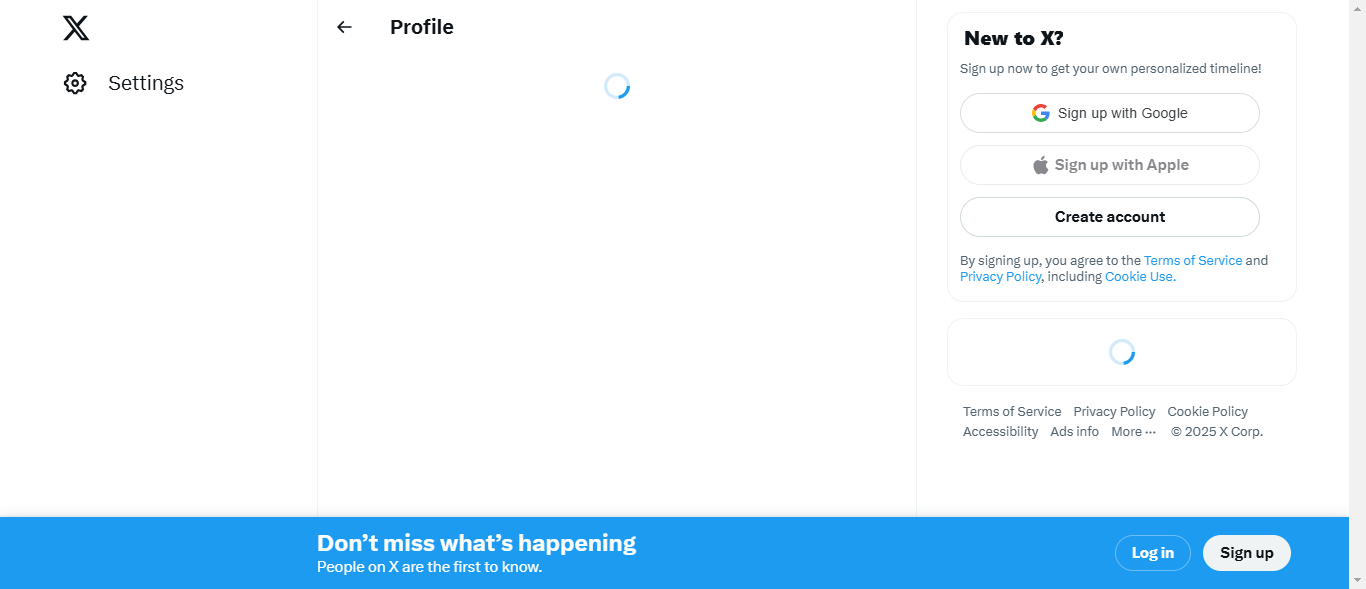 Settings
Profile
New to X?
Sign up now to get your own personalized timeline!
Sign up with Google
Sign up with Apple
Create account
By signing up, you agree to the Terms of Service and
Privacy Policy, including Cookie Use.
Terms of Service Privacy Policy Cookie Policy
Accessibility Ads info More ··· © 2025 X Corp.
Don’t miss what’s happening
People on X are the first to know.
Log in
Sign up